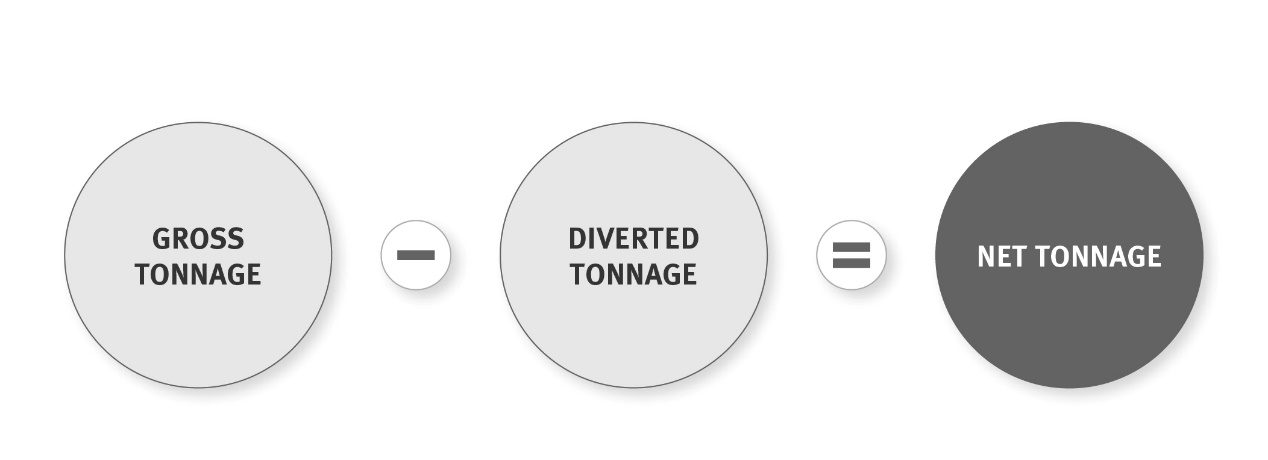 GROSS
TONNAGE
−
DIVERTED
TONNAGE
=
NET TONNAGE